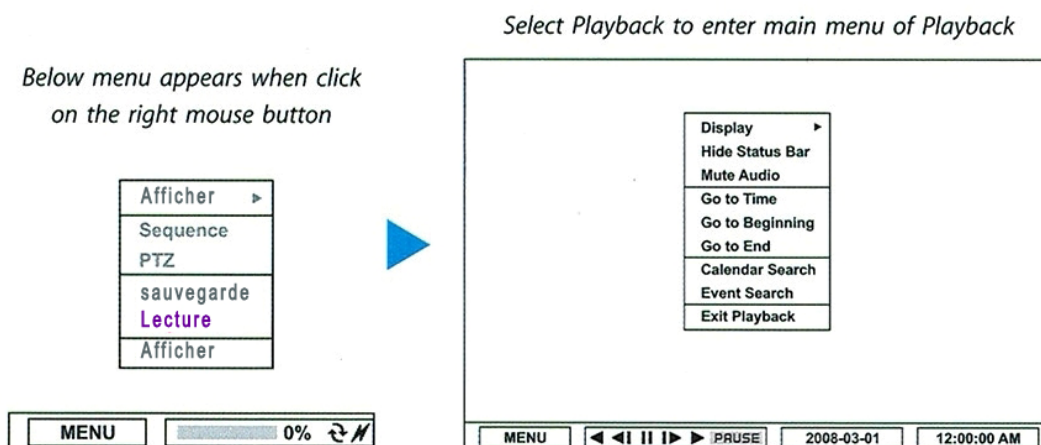 Select Playback to enter main menu of Playback
Below menu appears when click
on the right mouse button
Afficher
Sequence
PTZ
sauvegarde
Lecture
Afficher
MENU
0%
Display
Hide Status Bar
Mute Audio
Go to Time
Go to Beginning
Go to End
Calendar Search
Event Search
Exit Playback
MENU
PAUSE
2008-03-01
12:00:00 AM